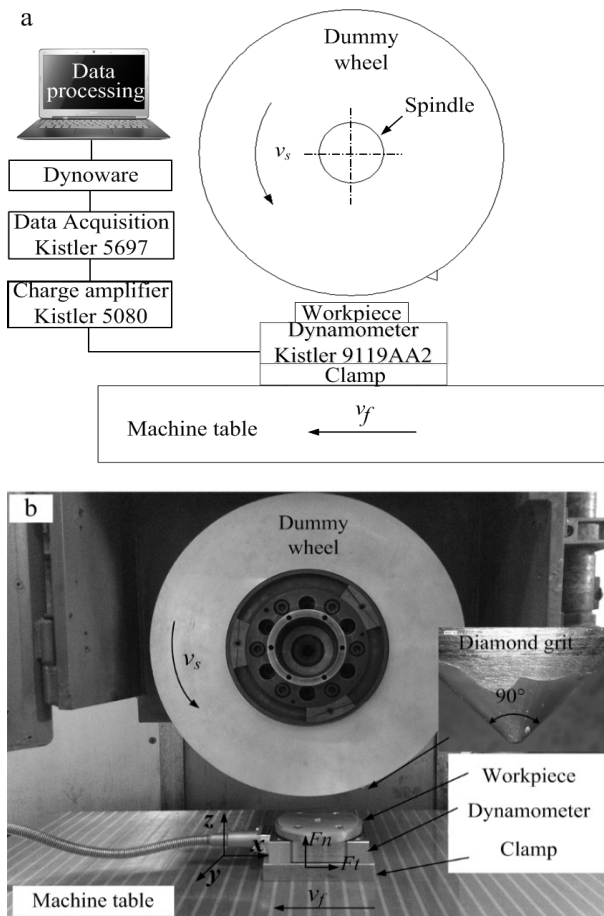 a
Data
processing
Dynoware
Data Acquisition
Kistler 5697
Charge amplifier
Kistler 5080
Dummy
wheel
Spindle
vs
Workpiece
Dynamometer
Kistler 9119AA2
Clamp
vf
Machine table
b
Dummy
wheel
vs
Diamond grit
90°
Workpiece
Dynamometer
Clamp
z
x
y
Fn
Ft
vf
Machine table